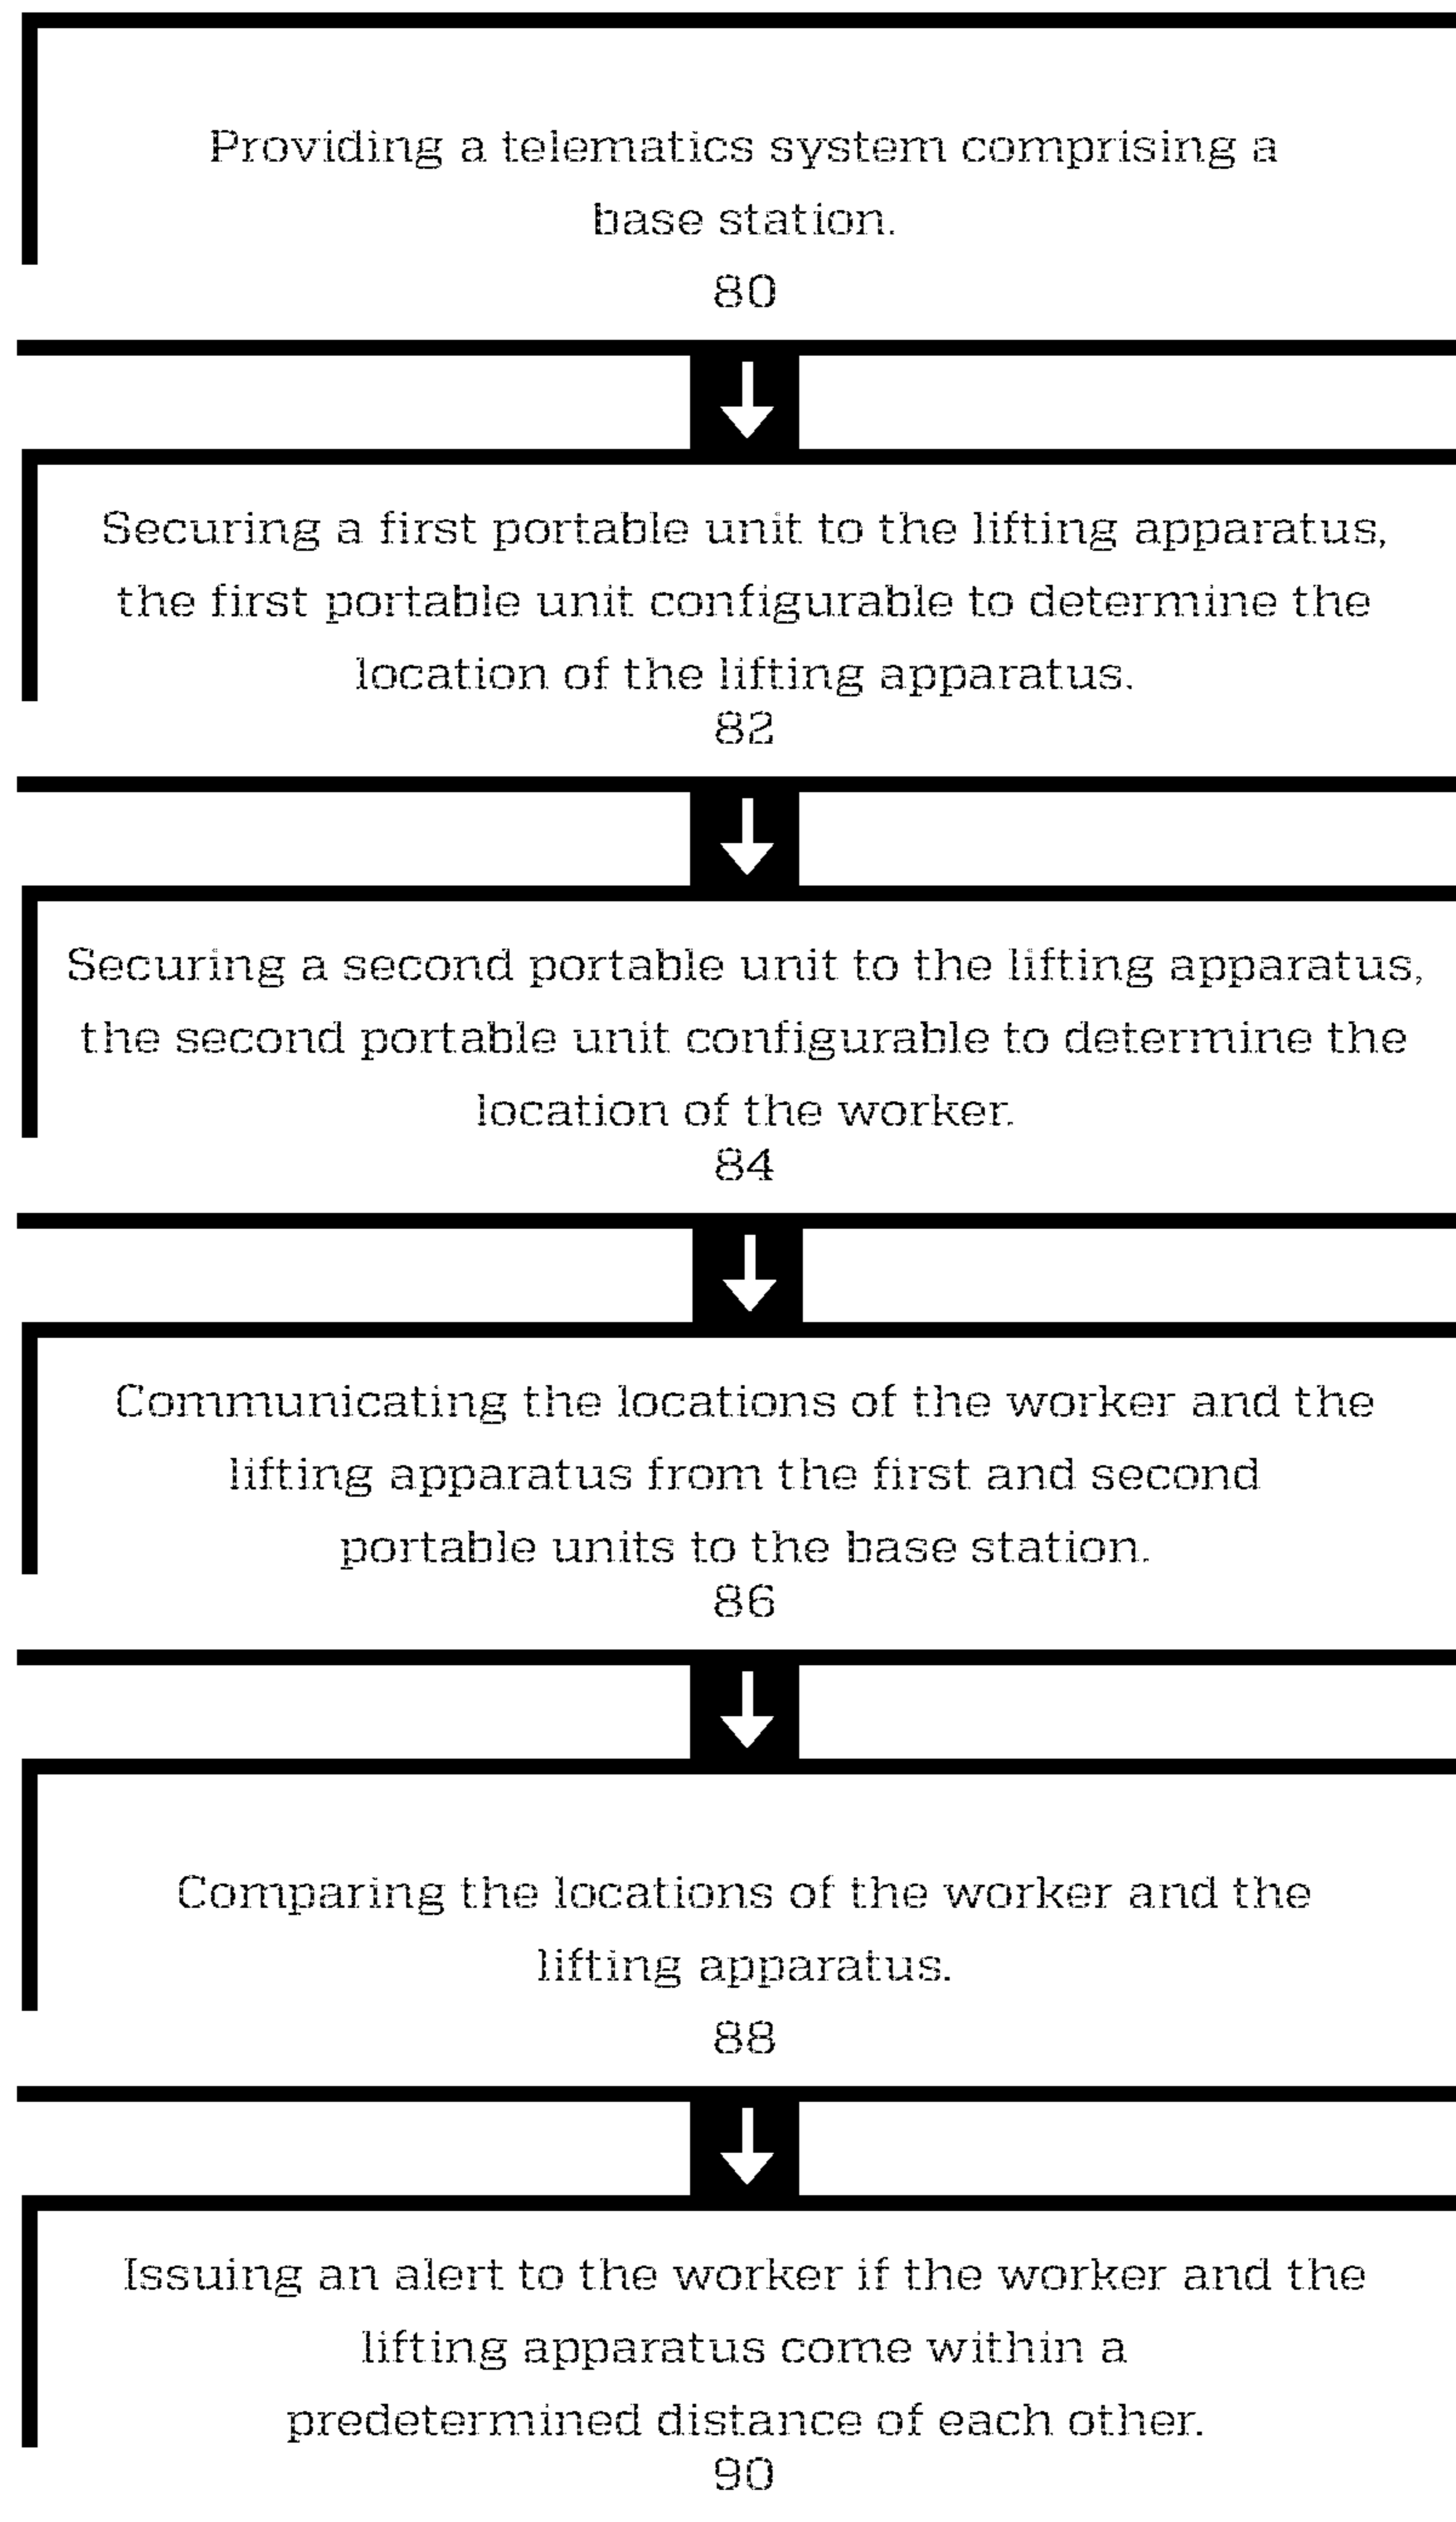 Providing a telematics system comprising a
base station.
80
Securing a first portable unit to the lifting apparatus,
the first portable unit configurable to determine the
location of the lifting apparatus.
82
Securing a second portable unit to the lifting apparatus,
the second portable unit configurable to determine the
location of the worker.
84
Communicating the locations of the worker and the
lifting apparatus from the first and second
portable units to the base station.
86
Comparing the locations of the worker and the
lifting apparatus.
88
Issuing an alert to the worker if the worker and the
lifting apparatus come within a
predetermined distance of each other.
90